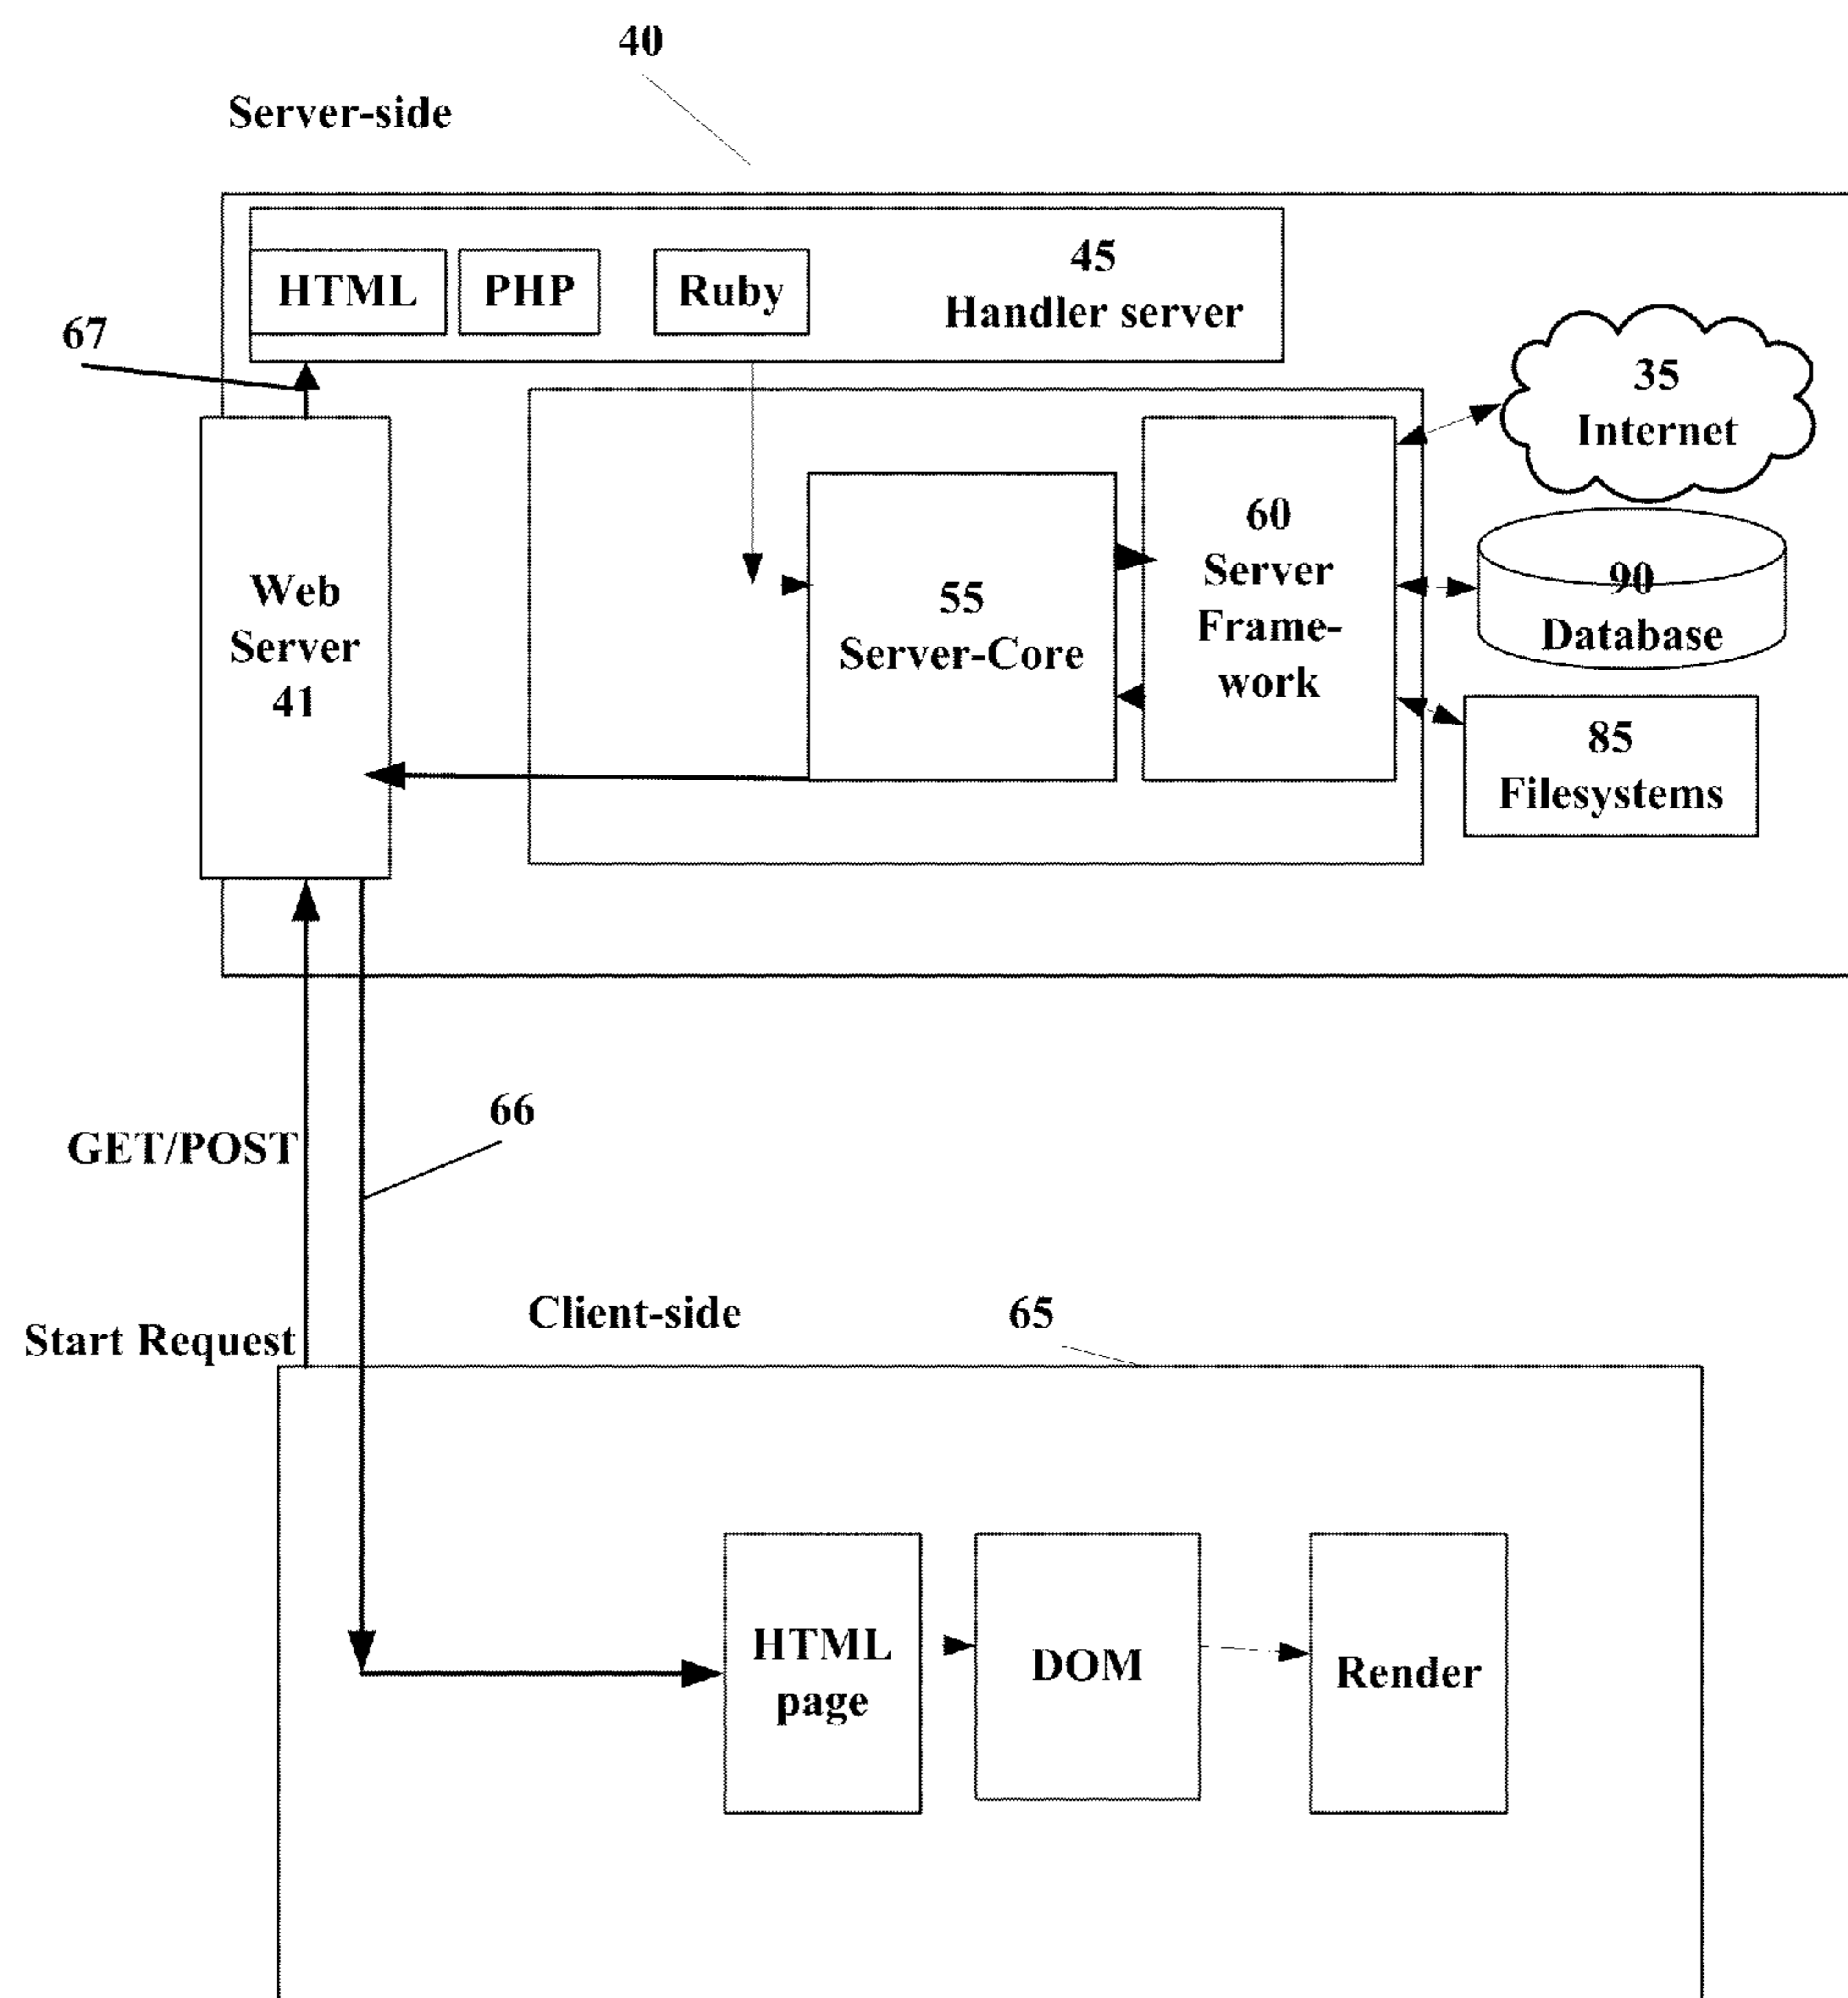 40
Server-side
HTML
PHP
Ruby
45
Handler server
67
35
Internet
Web
Server
41
55
Server-Core
60
Server
Frame-
work
90
Database
85
Filesystems
66
GET/POST
Start Request
Client-side
65
HTML
page
DOM
Render